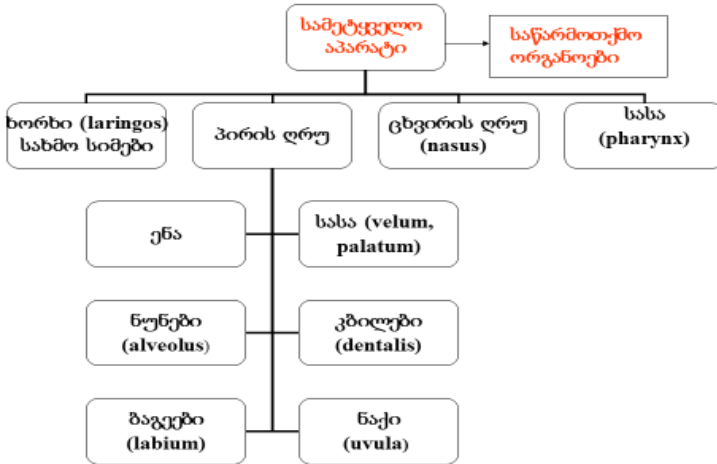 სამეტყველო
აპარატი
საწარმოთქმო
ორგანოები
ხორხი (laringos)
სახმო სიმები
პირის ღრუ
ცხვირის ღრუ
(nasus)
სასა
(pharynx)
ენა
სასა (velum,
palatum)
ნუნები
(alveolus)
კბილები
(dentalis)
ბაგეები
(labium)
ნაქი
(uvula)